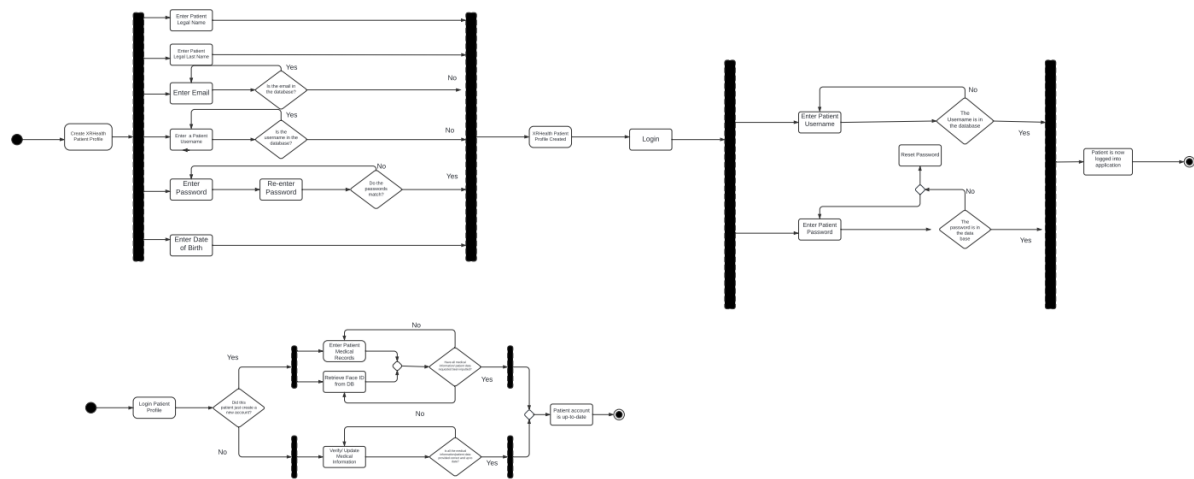 Enter Patient
Legal Name
Enter Patient
Legal Last Name
Yes
Enter Email
Is the email in
the database?
No
Yes
Create XRHealth
Patient Profile
Enter a Patient
Username
Is the
username in the
database?
No
No
Enter
Password
Re-enter
Password
Do the
passwords
match?
Yes
Enter Date
of Birth
XRHealth Patient
Profile Created
Login
No
Enter Patient
Username
The
Username is in
the database
Yes
Reset Password
No
Enter Patient
Password
The
password is in
the data
base
Yes
Patient is now
logged into
application
No
Enter Patient
Medical
Records
Yes
Retrieve Face ID
from DB
Yes
Login Patient
Profile
Did this
patient just create a
new account?
No
Patient account
is up-to-date
No
Verify/ Update
Medical
Information
Yes